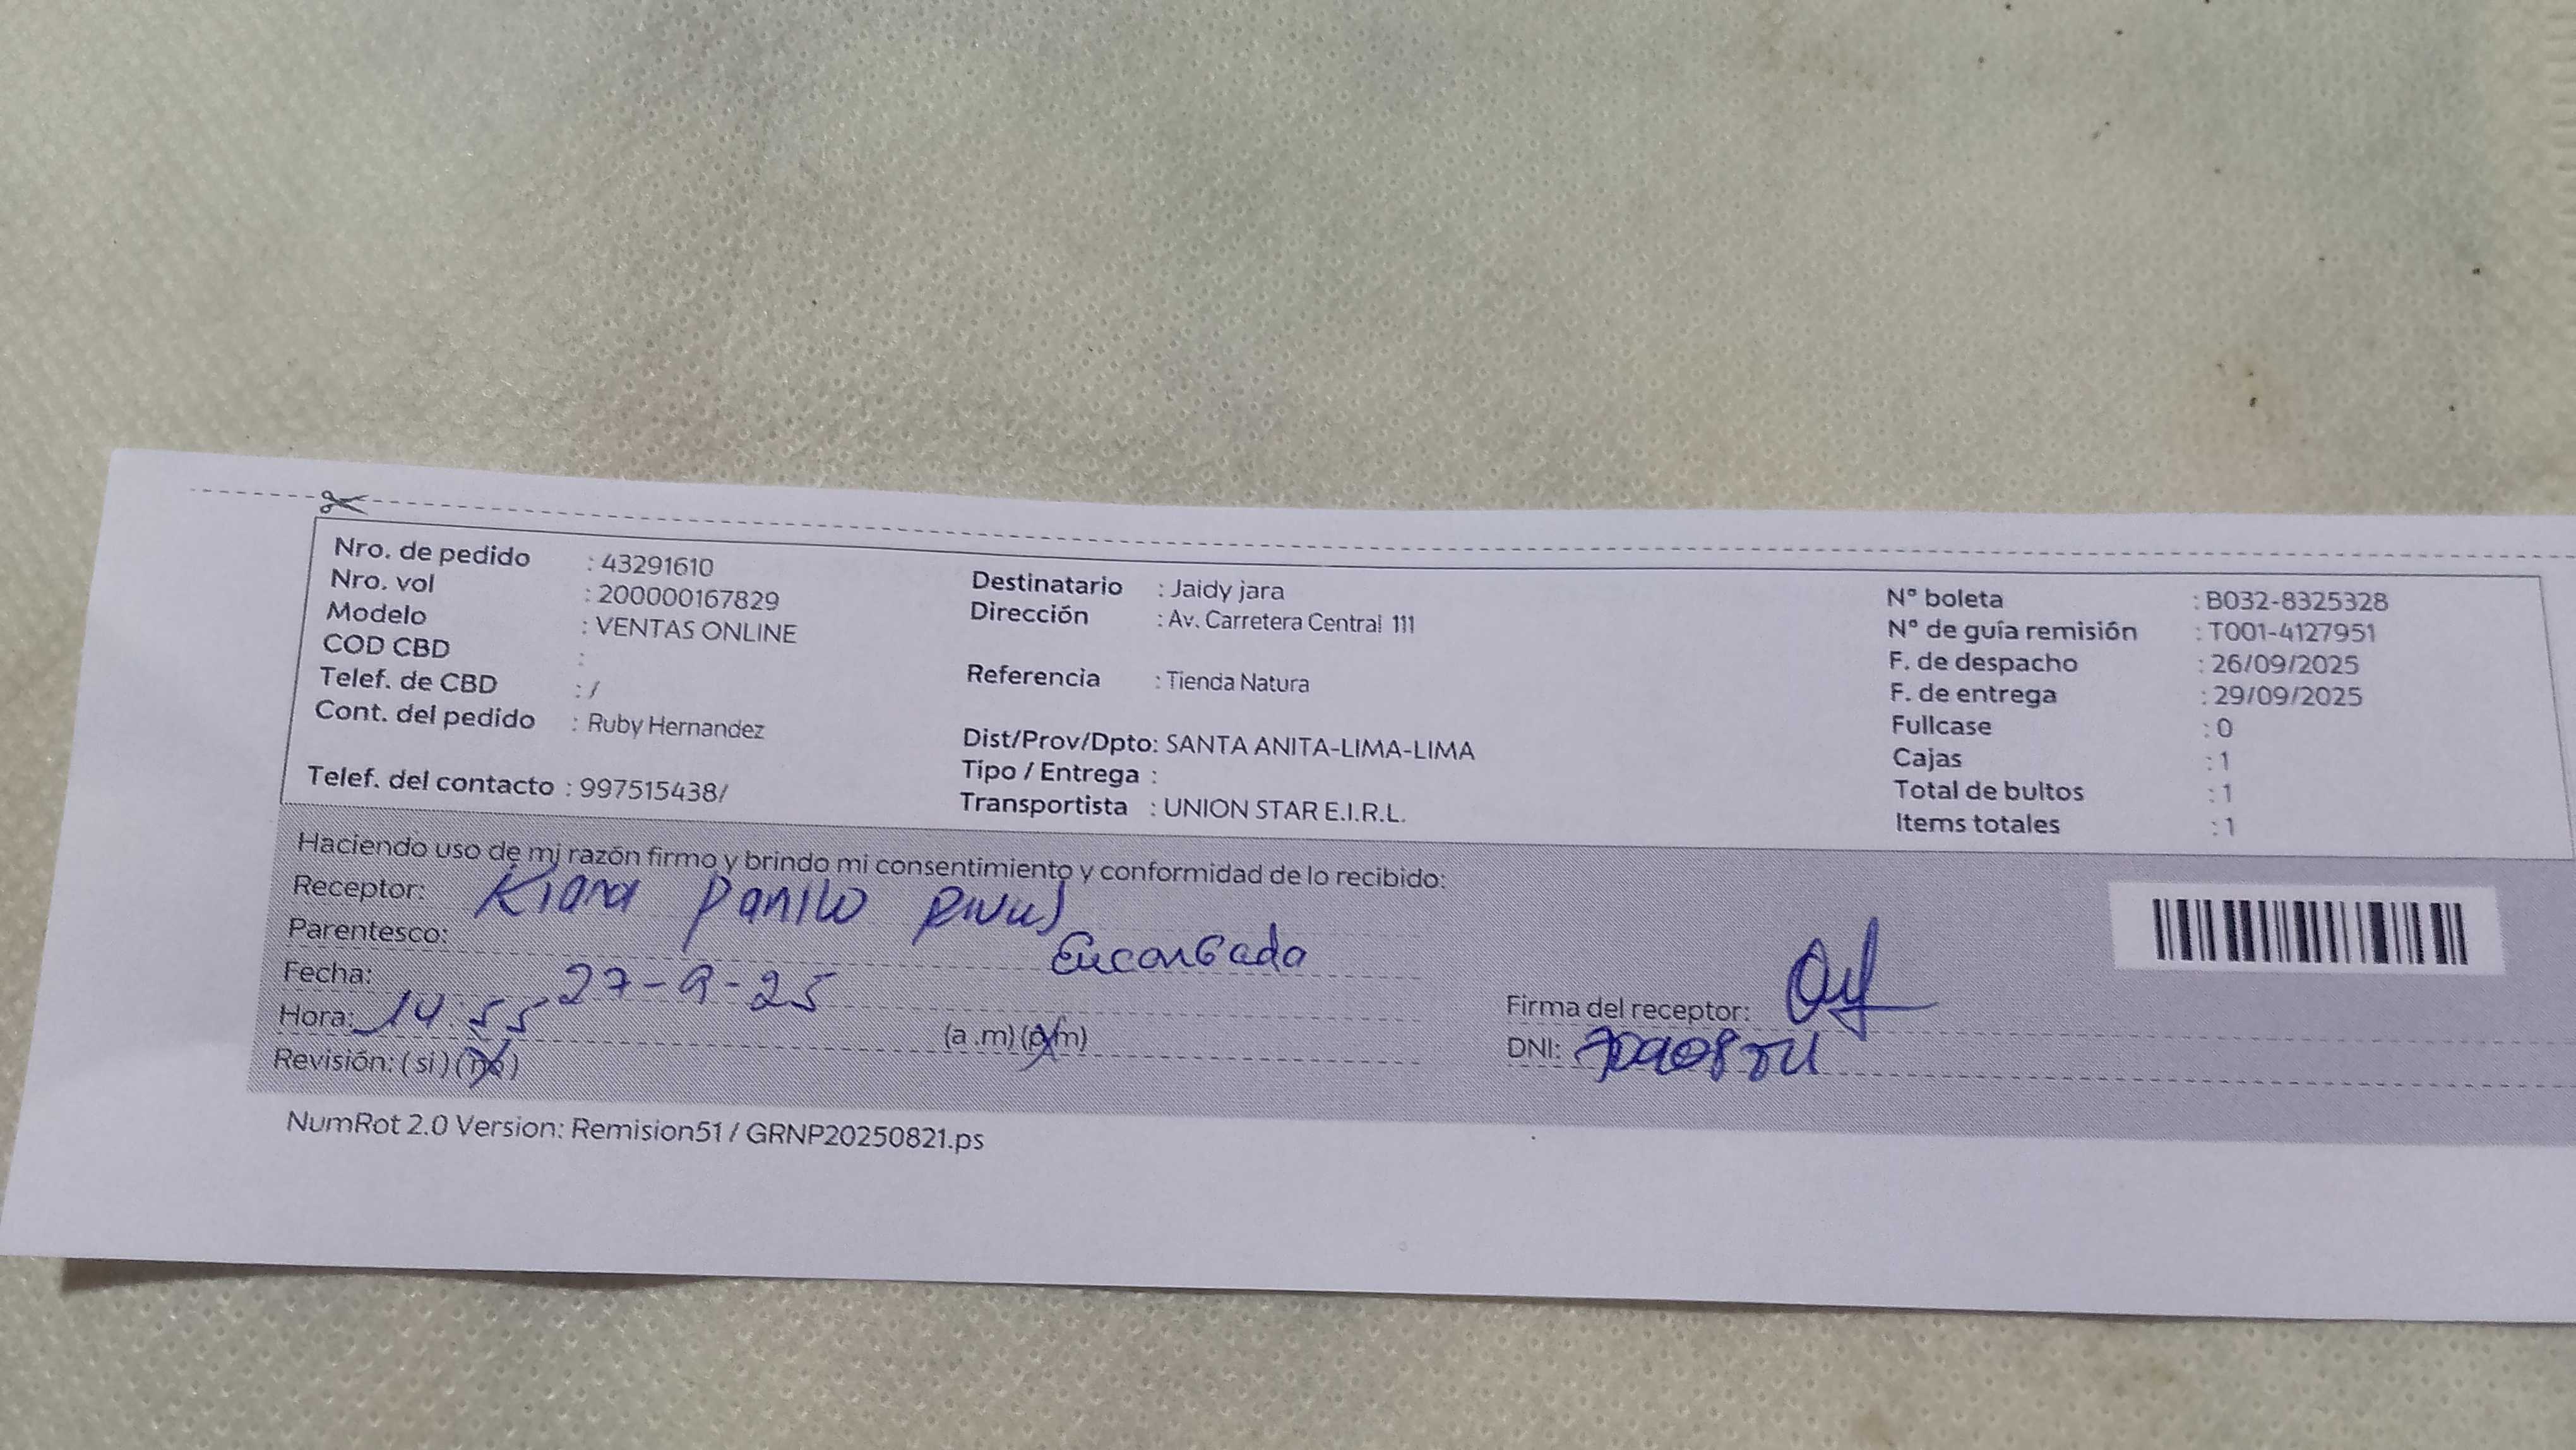 Nro. de pedido : 43291610
Nro. vol : 200000167829
Modelo : VENTAS ONLINE
COD CBD :
Telef. de CBD : /
Cont. del pedido : Ruby Hernandez
Telef. del contacto : 997515438/
Destinatario : Jaidy jara
Dirección : Av. Carretera Central 111
Referencia : Tienda Natura
Dist/Prov/Dpto: SANTA ANITA-LIMA-LIMA
Tipo / Entrega :
Transportista : UNION STAR E.I.R.L.
N° boleta : B032-8325328
N° de guía remisión : T001-4127951
F. de despacho : 26/09/2025
F. de entrega : 29/09/2025
Fullcase : 0
Cajas : 1
Total de bultos : 1
Items totales : 1
Haciendo uso de mi razón firmo y brindo mi consentimiento y conformidad de lo recibido:
Receptor: Kiara
Parentesco: Encargada
Fecha: 27-9-25
Hora: 14:55 (a .m) (p.m)
Revisión: ( si ) ( no )
Firma del receptor:
DNI:
NumRot 2.0 Version: Remision51 / GRNP20250821.ps